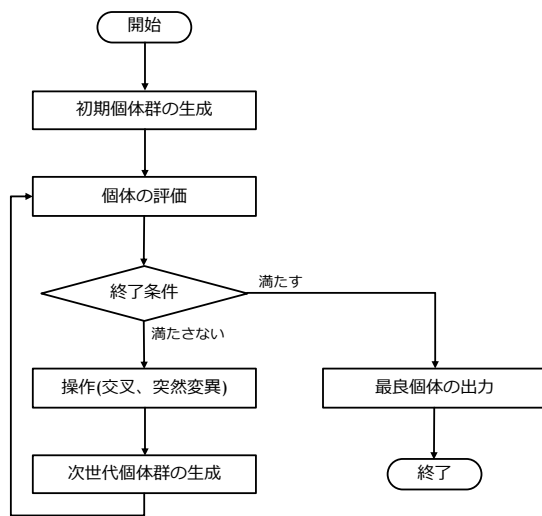 開始
初期個体群の生成
個体の評価
終了条件
満たす
満たさない
操作(交叉、突然変異)
最良個体の出力
次世代個体群の生成
終了